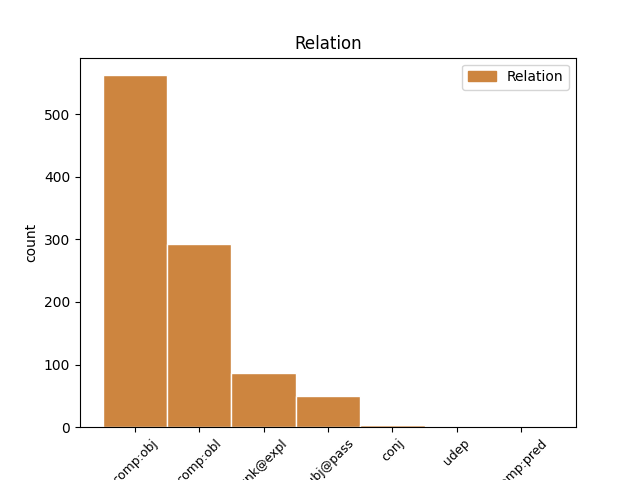 Relation
Relation
count
500
400
300
200
100
0
comp:obj
comp:obl
nk@expl
bj@pass
conj
udep
mp:pred